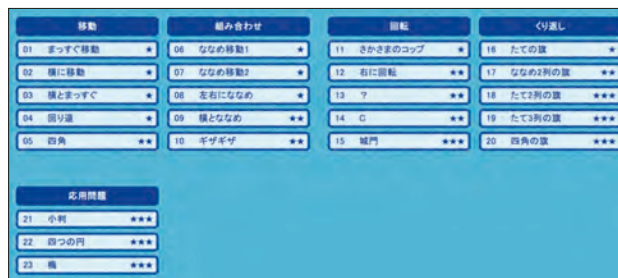 移動
01 まっすぐ移動 ★
02 横に移動 ★
03 横とまっすぐ ★
04 回り道 ★
05 四角 ★★
組み合わせ
06 ななめ移動1 ★
07 ななめ移動2 ★
08 左右にななめ ★
09 横とななめ ★★
10 ギザギザ ★★
回転
11 さかさまのコップ ★
12 右に回転 ★★
13 ? ★★
14 C ★★
15 城門 ★★★
くり返し
16 たての旗 ★
17 ななめ2列の旗 ★★
18 たて2列の旗 ★★★
19 たて3列の旗 ★★★
20 四角の旗 ★★★
応用問題
21 小判 ★★★
22 四つの円 ★★★
23 ★★★